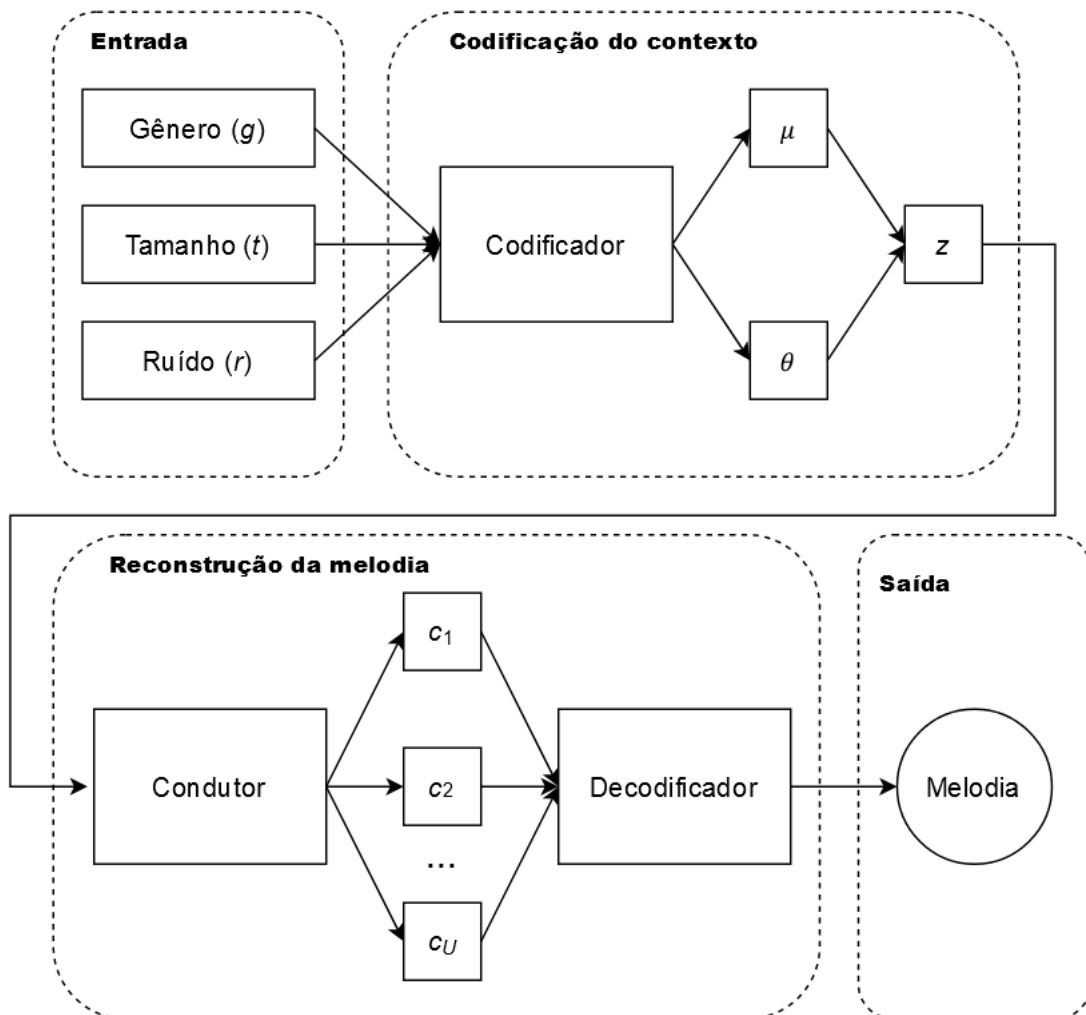 Entrada
Gênero (g)
Tamanho (t)
Ruído (r)
Codificação do contexto
Codificador
μ
θ
z
Reconstrução da melodia
Condutor
c1
c2
...
cU
Decodificador
Saída
Melodia